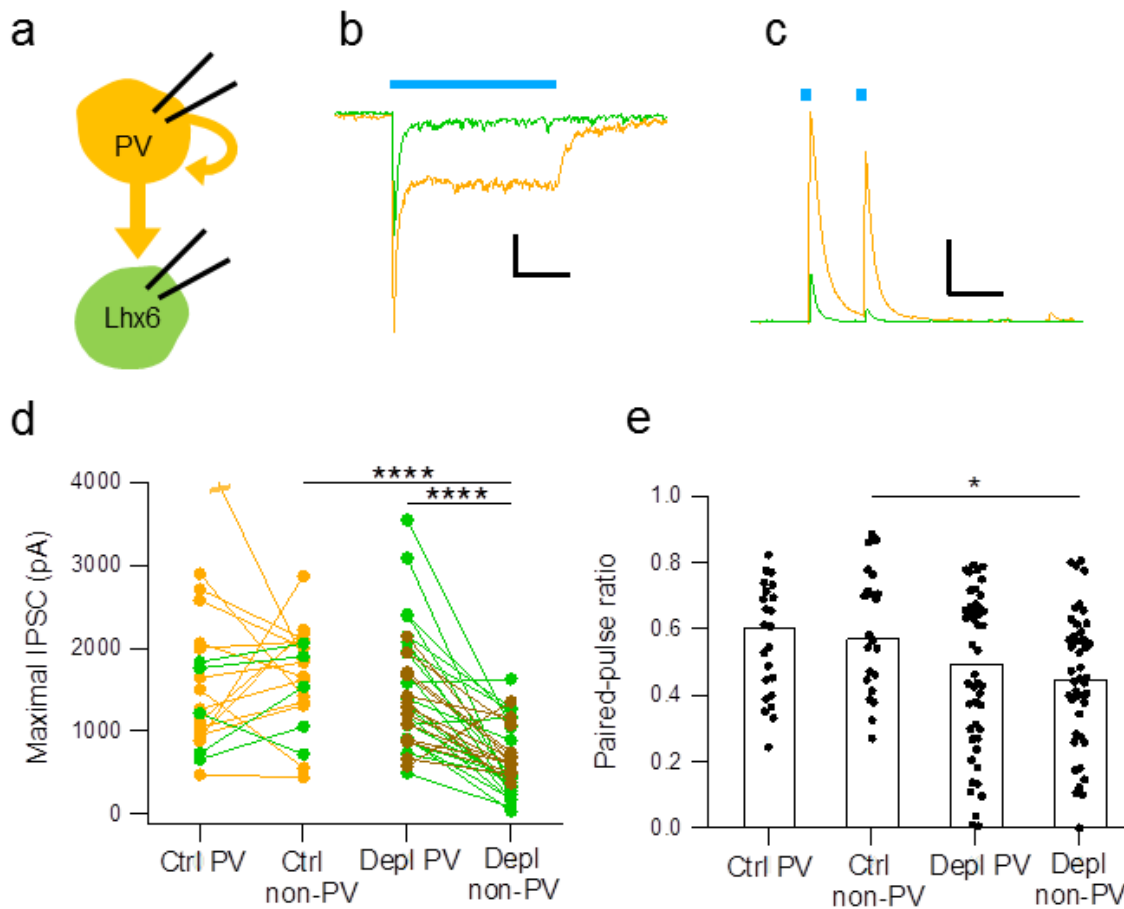 a
b
c
PV
Lhx6
d
e
Maximal IPSC (pA)
4000
3000
2000
1000
0
****
****
Ctrl PV
Ctrl
non-PV
Depl PV
Depl
non-PV
Paired-pulse ratio
1.0
0.8
0.6
0.4
0.2
0.0
*
Ctrl PV
Ctrl
non-PV
Depl PV
Depl
non-PV